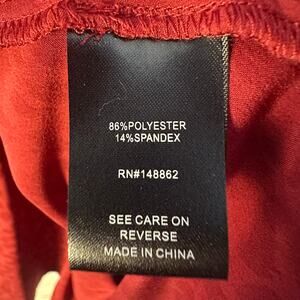 86%POLYESTER
14%SPANDEX
RN#148862
SEE CARE ON
REVERSE
MADE IN CHINA